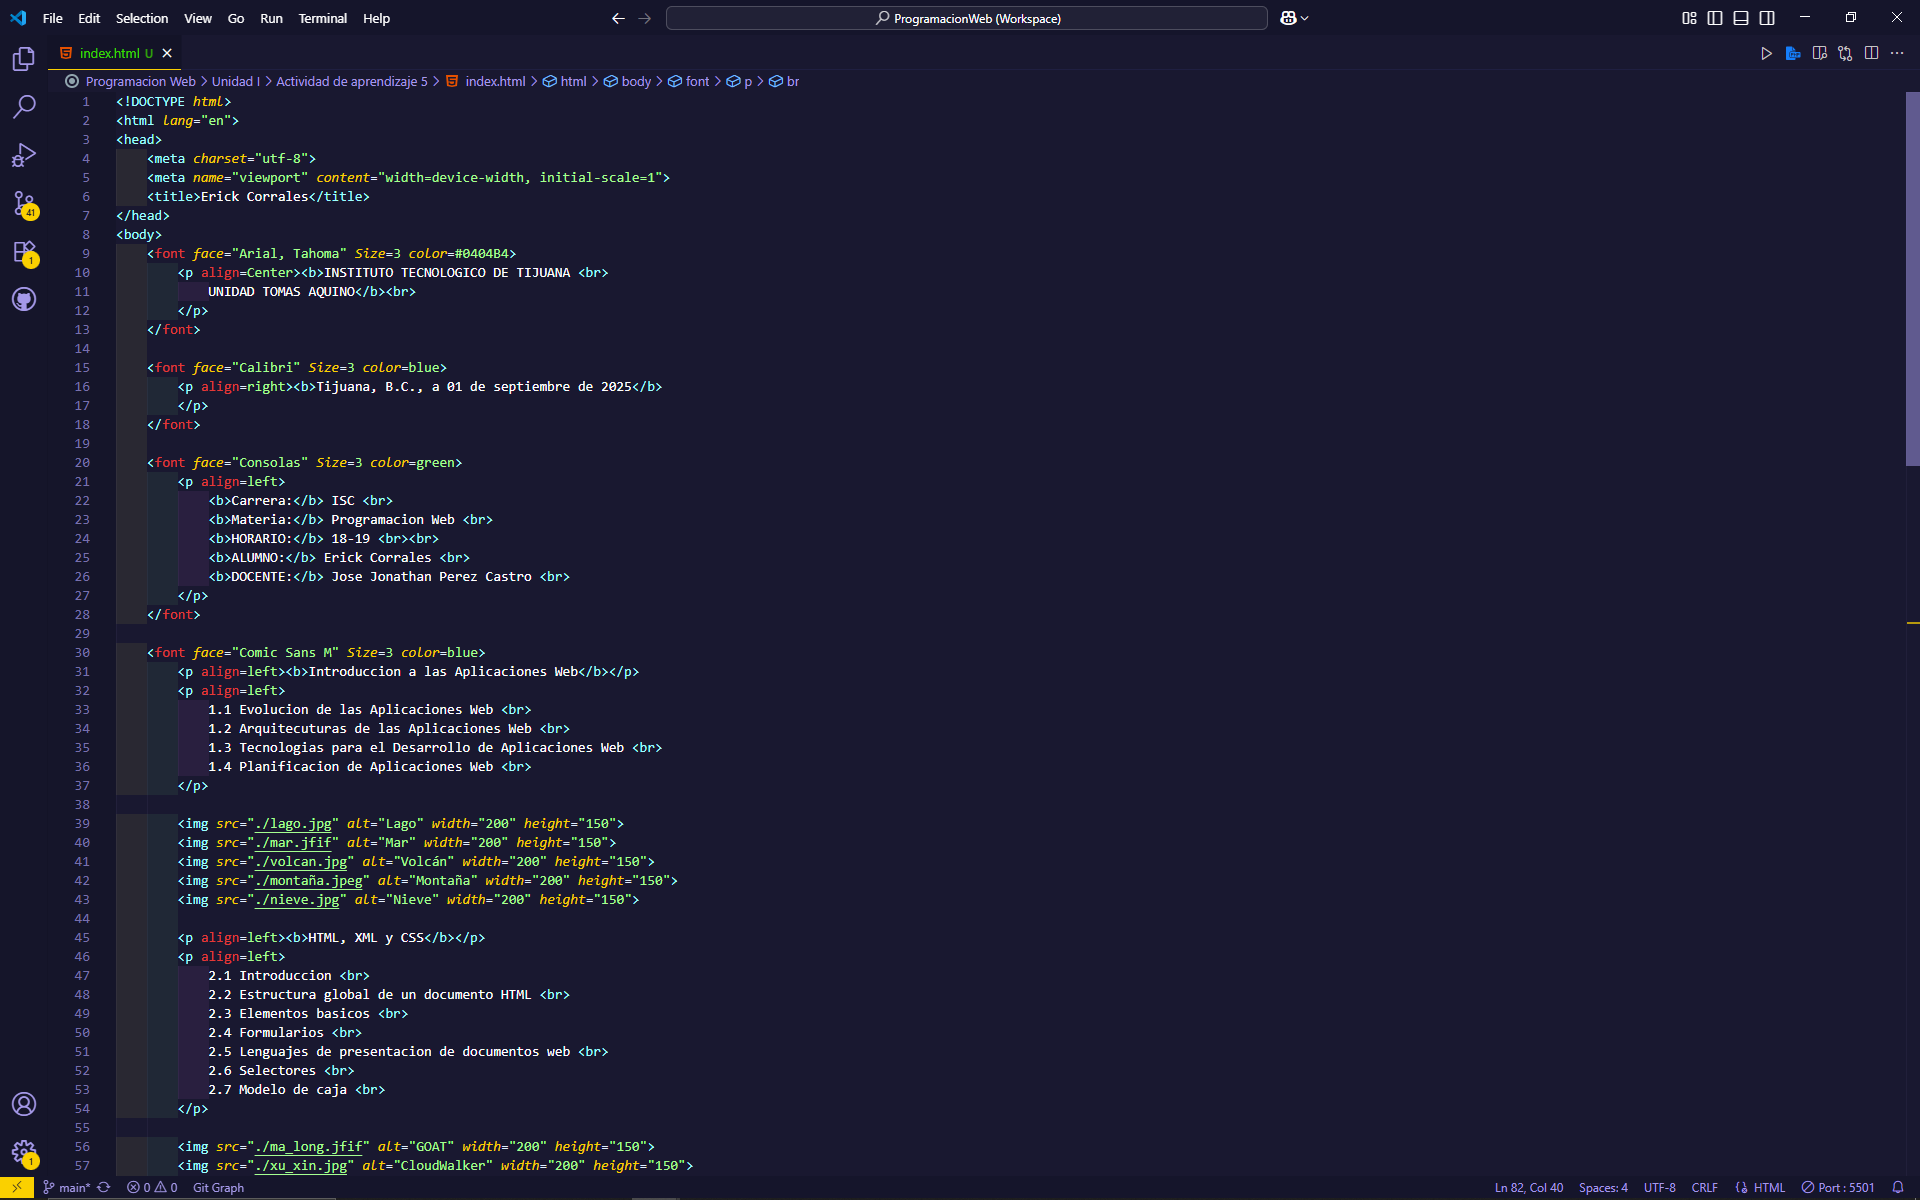 File Edit Selection View Go Run Terminal Help
ProgramacionWeb (Workspace)
index.html U
Programacion Web > Unidad I > Actividad de aprendizaje 5 > index.html > html > body > font > p > br
1 <!DOCTYPE html>
2 <html lang="en">
3 <head>
4 <meta charset="utf-8">
5 <meta name="viewport" content="width=device-width, initial-scale=1">
6 <title>Erick Corrales</title>
7 </head>
8 <body>
9 <font face="Arial, Tahoma" Size=3 color=#0404B4>
10 <p align=Center><b>INSTITUTO TECNOLOGICO DE TIJUANA <br>
11 UNIDAD TOMAS AQUINO</b><br>
12 </p>
13 </font>
14
15 <font face="Calibri" Size=3 color=blue>
16 <p align=right><b>Tijuana, B.C., a 01 de septiembre de 2025</b>
17 </p>
18 </font>
19
20 <font face="Consolas" Size=3 color=green>
21 <p align=left>
22 <b>Carrera:</b> ISC <br>
23 <b>Materia:</b> Programacion Web <br>
24 <b>HORARIO:</b> 18-19 <br><br>
25 <b>ALUMNO:</b> Erick Corrales <br>
26 <b>DOCENTE:</b> Jose Jonathan Perez Castro <br>
27 </p>
28 </font>
29
30 <font face="Comic Sans M" Size=3 color=blue>
31 <p align=left><b>Introduccion a las Aplicaciones Web</b></p>
32 <p align=left>
33 1.1 Evolucion de las Aplicaciones Web <br>
34 1.2 Arquitecuturas de las Aplicaciones Web <br>
35 1.3 Tecnologias para el Desarrollo de Aplicaciones Web <br>
36 1.4 Planificacion de Aplicaciones Web <br>
37 </p>
38
39 <img src="./lago.jpg" alt="Lago" width="200" height="150">
40 <img src="./mar.jfif" alt="Mar" width="200" height="150">
41 <img src="./volcan.jpg" alt="Volcán" width="200" height="150">
42 <img src="./montaña.jpeg" alt="Montaña" width="200" height="150">
43 <img src="./nieve.jpg" alt="Nieve" width="200" height="150">
44
45 <p align=left><b>HTML, XML y CSS</b></p>
46 <p align=left>
47 2.1 Introduccion <br>
48 2.2 Estructura global de un documento HTML <br>
49 2.3 Elementos basicos <br>
50 2.4 Formularios <br>
51 2.5 Lenguajes de presentacion de documentos web <br>
52 2.6 Selectores <br>
53 2.7 Modelo de caja <br>
54 </p>
55
56 <img src="./ma_long.jfif" alt="GOAT" width="200" height="150">
57 <img src="./xu_xin.jpg" alt="CloudWalker" width="200" height="150">
41
1
1
main* 0 0 Git Graph Ln 82, Col 40 Spaces: 4 UTF-8 CRLF {} HTML Port : 5501